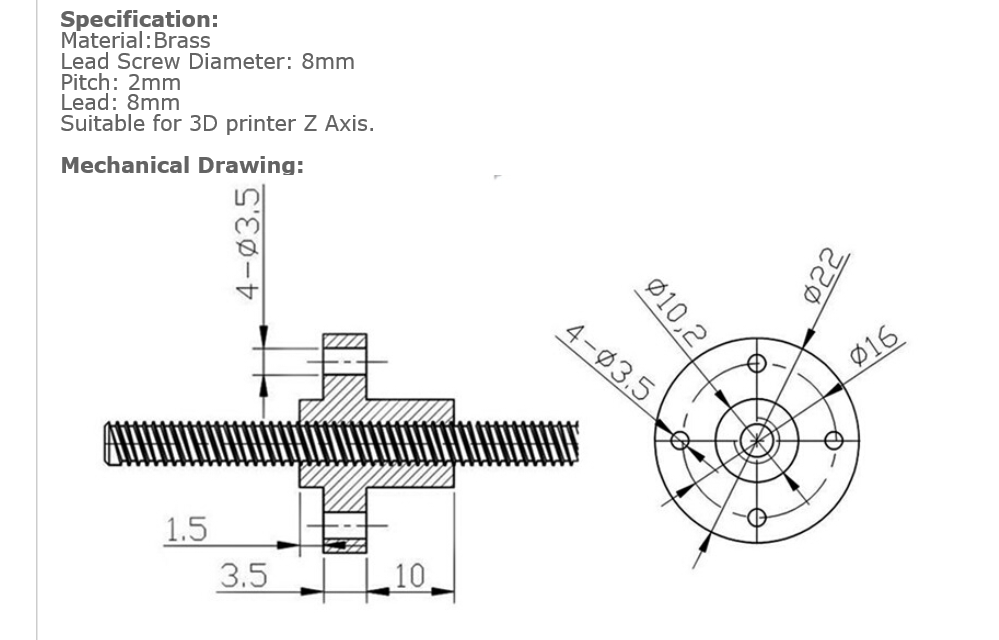 Specification:
Material:Brass
Lead Screw Diameter: 8mm
Pitch: 2mm
Lead: 8mm
Suitable for 3D printer Z Axis.
Mechanical Drawing:
4-Ø3,5
Ø22
Ø10,2
Ø16
4-Ø3,5
1.5
3.5
10